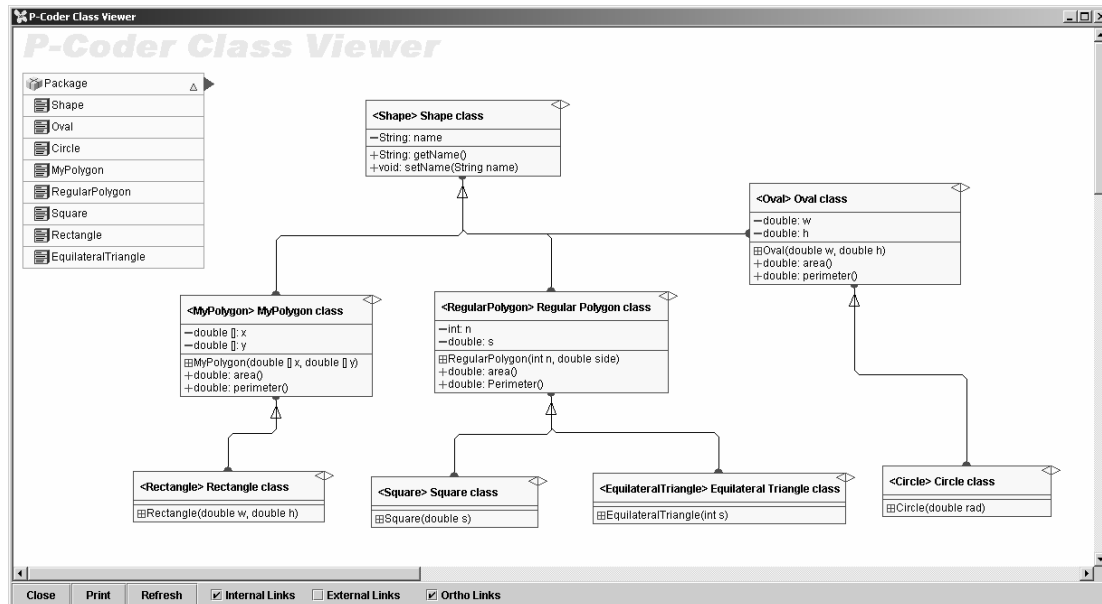 P-Coder Class Viewer
P-Coder Class Viewer
Package
Shape
Oval
Circle
MyPolygon
RegularPolygon
Square
Rectangle
EquilateralTriangle
<Shape> Shape class
—String: name
+String: getName()
+void: setName(String name)
<Oval> Oval class
—double: w
—double: h
⊞Oval(double w, double h)
+double: area()
+double: perimeter()
<MyPolygon> MyPolygon class
—double []: x
—double []: y
⊞MyPolygon(double [] x, double [] y)
+double: area()
+double: perimeter()
<RegularPolygon> Regular Polygon class
—int: n
—double: s
⊞RegularPolygon(int n, double side)
+double: area()
+double: Perimeter()
<Rectangle> Rectangle class
⊞Rectangle(double w, double h)
<Square> Square class
⊞Square(double s)
<EquilateralTriangle> Equilateral Triangle class
⊞EquilateralTriangle(int s)
<Circle> Circle class
⊞Circle(double rad)
Close Print Refresh Internal Links External Links Ortho Links